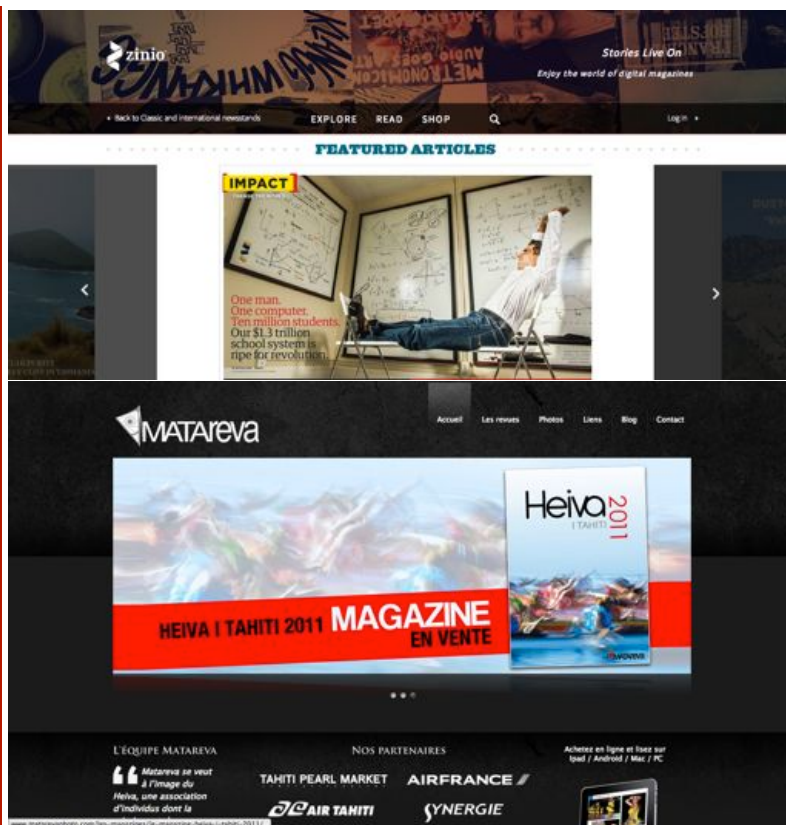 zinio
Stories Live On
Enjoy the world of digital magazines
Back to Classic and international newsstands
EXPLORE READ SHOP
Log in
FEATURED ARTICLES
IMPACT
One man.
One computer.
Ten million students.
Our $1.3 trillion
school system is
ripe for revolution.
MATAreva
Accueil Les revues Photos Liens Blog Contact
Heiva
I TAHITI
2011
HEIVA I TAHITI 2011 MAGAZINE
EN VENTE
L'ÉQUIPE MATAREVA
NOS PARTENAIRES
Achetez en ligne et lisez sur
Ipad / Android / Mac / PC
Matareva se veut
à l'image du
Heiva, une association
d'individus dont la
TAHITI PEARL MARKET
AIRFRANCE
AIR TAHITI
SYNERGIE